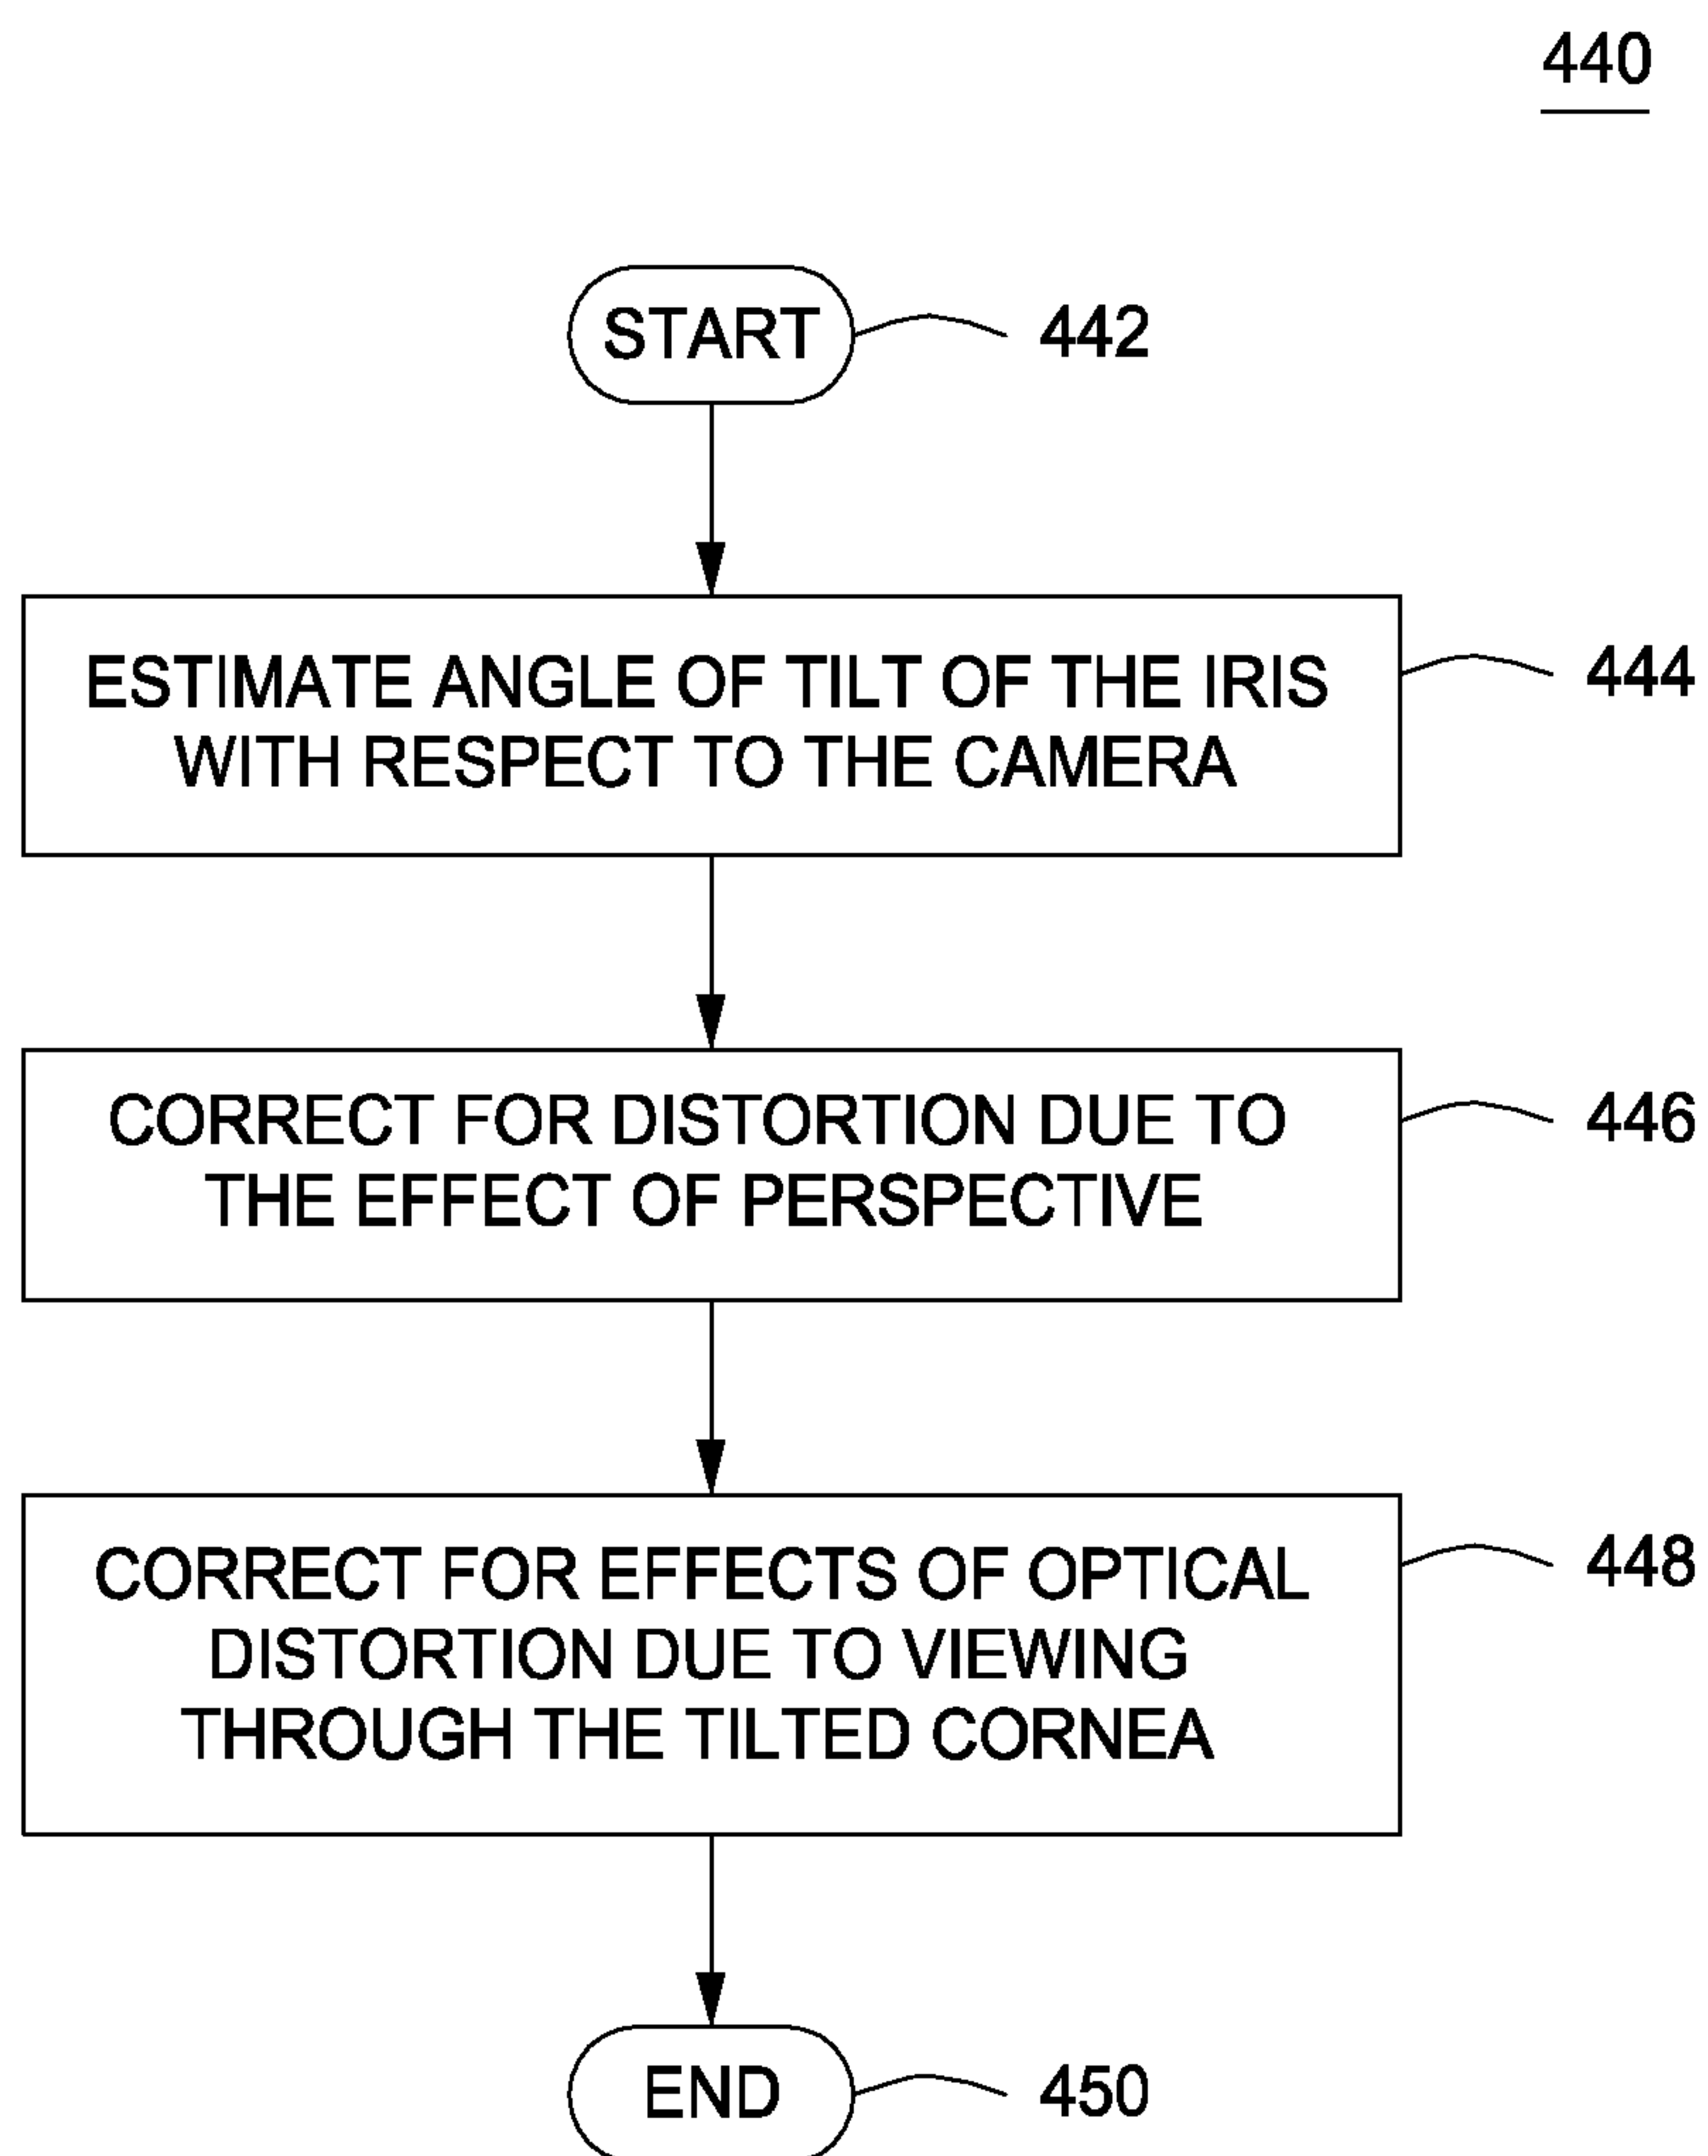 440
START
442
ESTIMATE ANGLE OF TILT OF THE IRIS
WITH RESPECT TO THE CAMERA
444
CORRECT FOR DISTORTION DUE TO
THE EFFECT OF PERSPECTIVE
446
CORRECT FOR EFFECTS OF OPTICAL
DISTORTION DUE TO VIEWING
THROUGH THE TILTED CORNEA
448
END
450